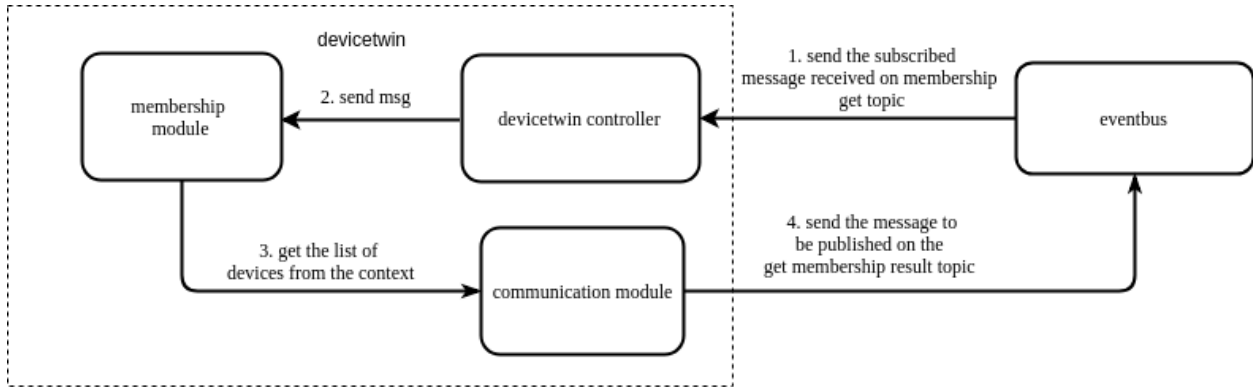 devicetwin
membership
module
2. send msg
devicetwin controller
1. send the subscribed
message received on membership
get topic
eventbus
3. get the list of
devices from the context
communication module
4. send the message to
be published on the
get membership result topic